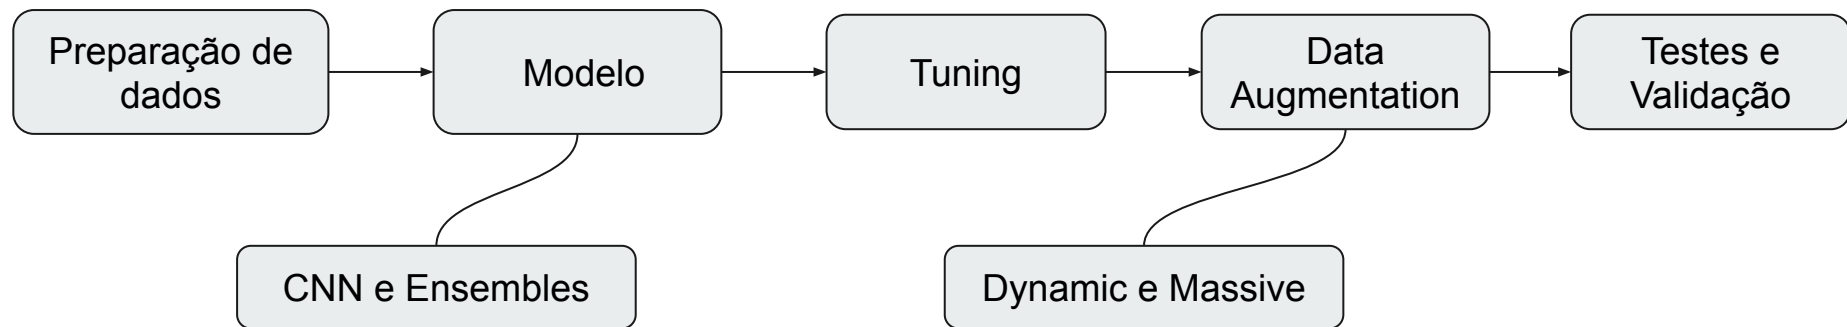 Preparação de
dados
Modelo
Tuning
Data
Augmentation
Testes e
Validação
CNN e Ensembles
Dynamic e Massive